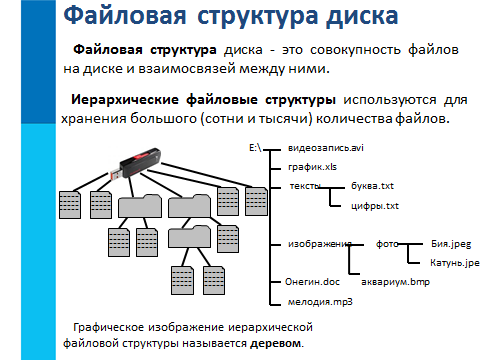 Файловая структура диска
Файловая структура диска - это совокупность файлов
на диске и взаимосвязей между ними.
Иерархические файловые структуры используются для
хранения большого (сотни и тысячи) количества файлов.
E:\
видеозапись.avi
график.xls
тексты
буква.txt
цифры.txt
изображения
фото
Бия.jpeg
Катунь.jpe
Онегин.doc
аквариум.bmp
мелодия.mp3
Графическое изображение иерархической
файловой структуры называется деревом.